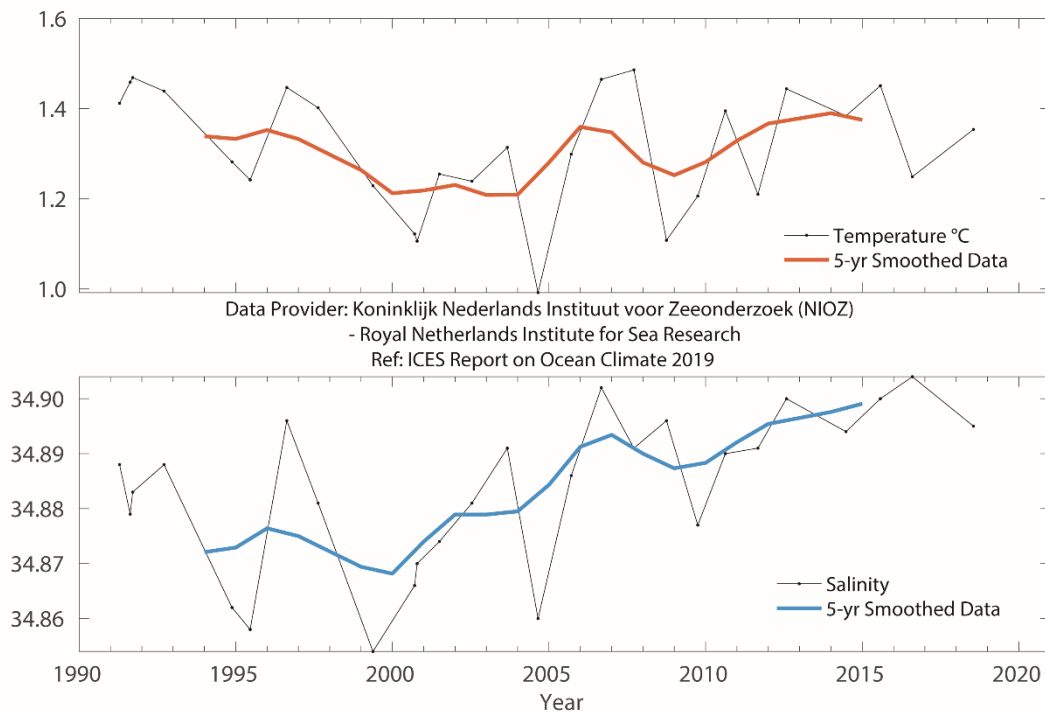 1.6
1.4
1.2
1.0
Temperature °C
5-yr Smoothed Data
Data Provider: Koninklijk Nederlands Instituut voor Zeeonderzoek (NIOZ)
- Royal Netherlands Institute for Sea Research
Ref: ICES Report on Ocean Climate 2019
34.90
34.89
34.88
34.87
34.86
Salinity
5-yr Smoothed Data
1990 1995 2000 2005 2010 2015 2020
Year